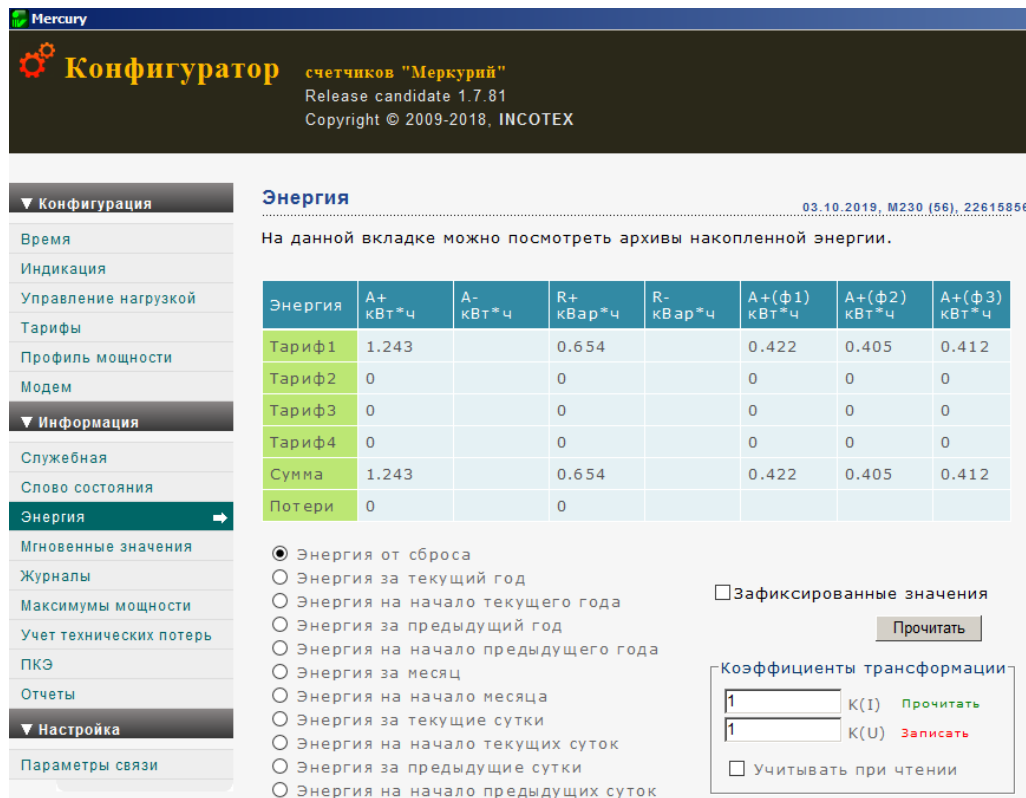 Mercury
Конфигуратор счетчиков "Меркурий"
Release candidate 1.7.81
Copyright © 2009-2018, INCOTEX
▼ Конфигурация
Время
Индикация
Управление нагрузкой
Тарифы
Профиль мощности
Модем
▼ Информация
Служебная
Слово состояния
Энергия
Мгновенные значения
Журналы
Максимумы мощности
Учет технических потерь
ПКЭ
Отчеты
▼ Настройка
Параметры связи
Энергия
03.10.2019, M230 (56), 22615856
На данной вкладке можно посмотреть архивы накопленной энергии.
Энергия A+ кВт*ч A- кВт*ч R+ кВар*ч R- кВар*ч A+(ф1) кВт*ч A+(ф2) кВт*ч A+(ф3) кВт*ч
Тариф1 1.243 0.654 0.422 0.405 0.412
Тариф2 0 0 0 0 0
Тариф3 0 0 0 0 0
Тариф4 0 0 0 0 0
Сумма 1.243 0.654 0.422 0.405 0.412
Потери 0 0
Энергия от сброса
Энергия за текущий год
Энергия на начало текущего года
Энергия за предыдущий год
Энергия на начало предыдущего года
Энергия за месяц
Энергия на начало месяца
Энергия за текущие сутки
Энергия на начало текущих суток
Энергия за предыдущие сутки
Энергия на начало предыдущих суток
Зафиксированные значения
Прочитать
Коэффициенты трансформации
1 K(I) Прочитать
1 K(U) Записать
Учитывать при чтении